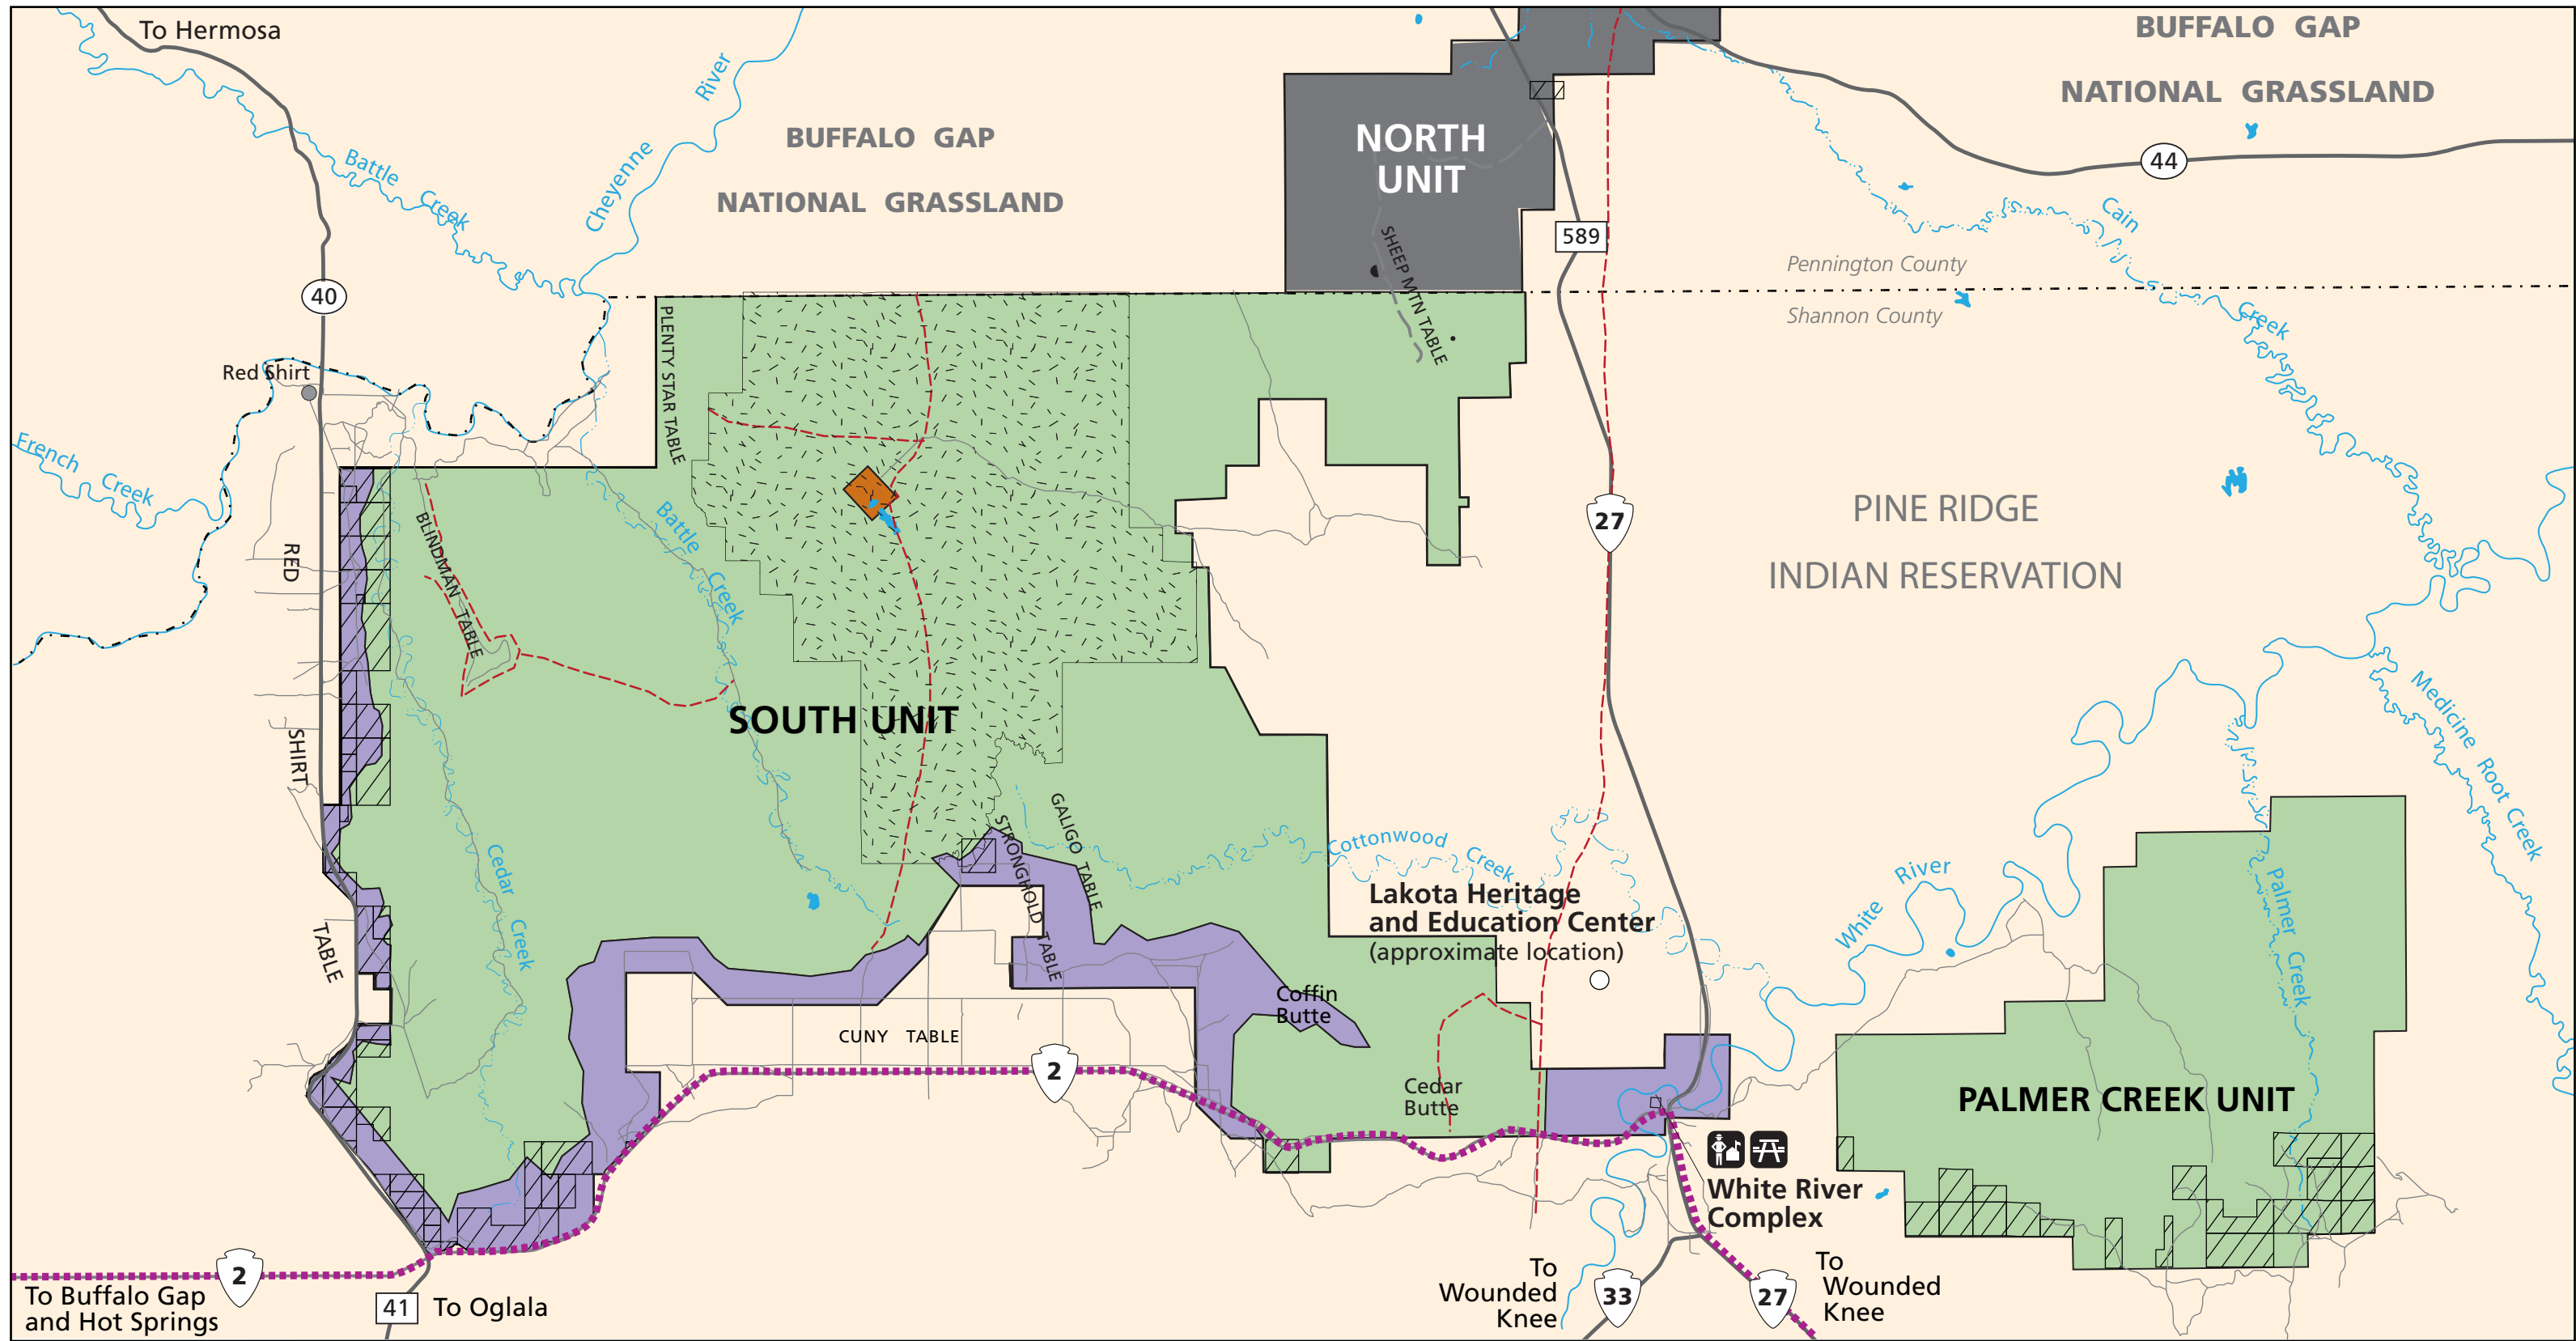 To Hermosa
BUFFALO GAP
NATIONAL GRASSLAND
BUFFALO GAP
NATIONAL GRASSLAND
River
Cheyenne
Battle
Creek
NORTH
UNIT
44
589
Cain
Creek
SHEEP MTN TABLE
Pennington County
Shannon County
40
Red Shirt
PLENTY STAR TABLE
French
Creek
RED
SHIRT
TABLE
BLINDMAN TABLE
Battle
Creek
27
PINE RIDGE
INDIAN RESERVATION
SOUTH UNIT
Medicine Root Creek
Cedar
Creek
STRONGHOLD TABLE
GALIGO TABLE
Cottonwood
Creek
Lakota Heritage
and Education Center
(approximate location)
White
River
Palmer Creek
Coffin
Butte
CUNY TABLE
2
Cedar
Butte
PALMER CREEK UNIT
White River
Complex
2
To Buffalo Gap
and Hot Springs
41
To Oglala
To
Wounded
Knee
33
27
To
Wounded
Knee